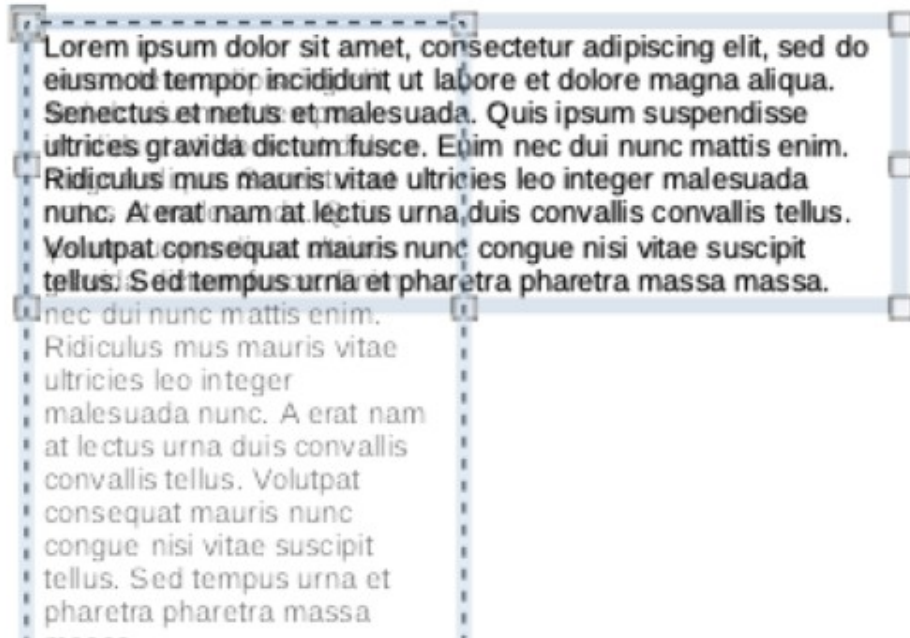 Lorem ipsum dolor sit amet, consectetur adipiscing elit, sed do
eiusmod tempor incididunt ut labore et dolore magna aliqua.
Senectus et netus et malesuada. Quis ipsum suspendisse
ultrices gravida dictum fusce. Enim nec dui nunc mattis enim.
Ridiculus mus mauris vitae ultricies leo integer malesuada
nunc. A erat nam at lectus urna duis convallis convallis tellus.
Volutpat consequat mauris nunc congue nisi vitae suscipit
tellus. Sed tempus urna et pharetra pharetra massa massa.
nec dui nunc mattis enim.
Ridiculus mus mauris vitae
ultricies leo integer
malesuada nunc. A erat nam
at lectus urna duis convallis
convallis tellus. Volutpat
consequat mauris nunc
congue nisi vitae suscipit
tellus. Sed tempus urna et
pharetra pharetra massa